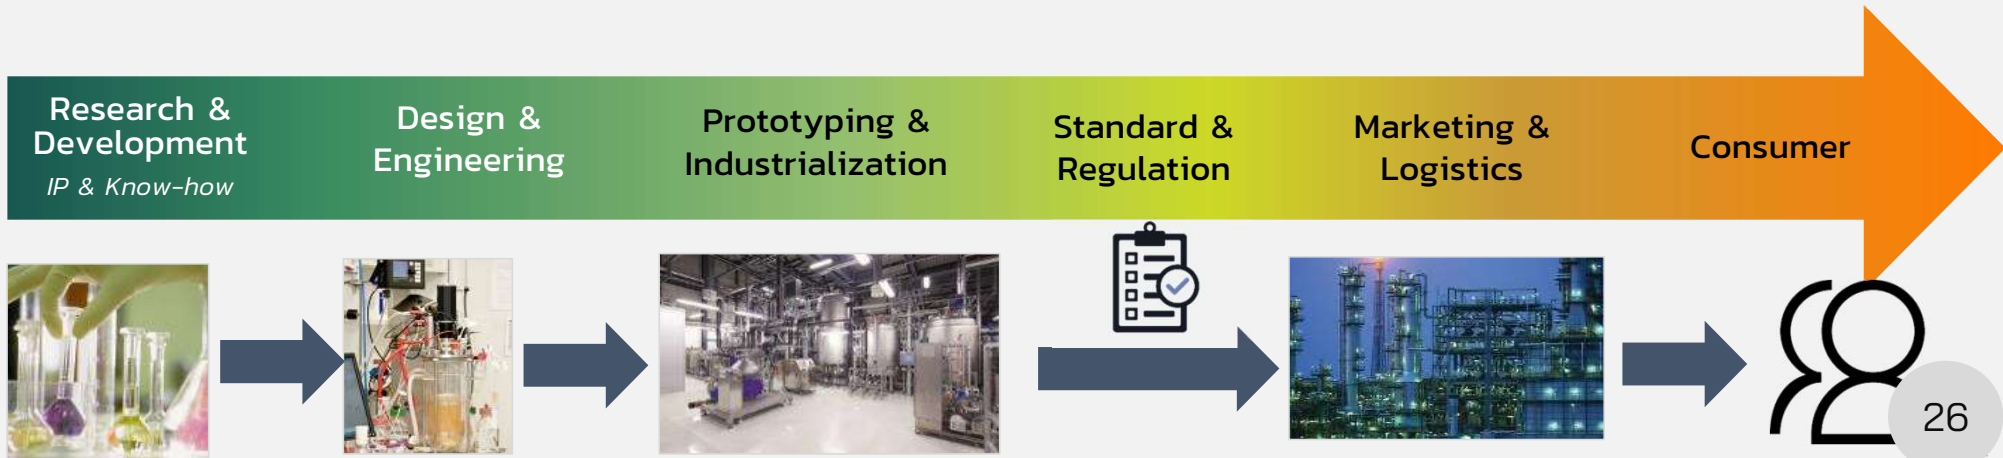 Research &
Development
IP & Know-how
Design &
Engineering
Prototyping &
Industrialization
Standard &
Regulation
Marketing &
Logistics
Consumer
26